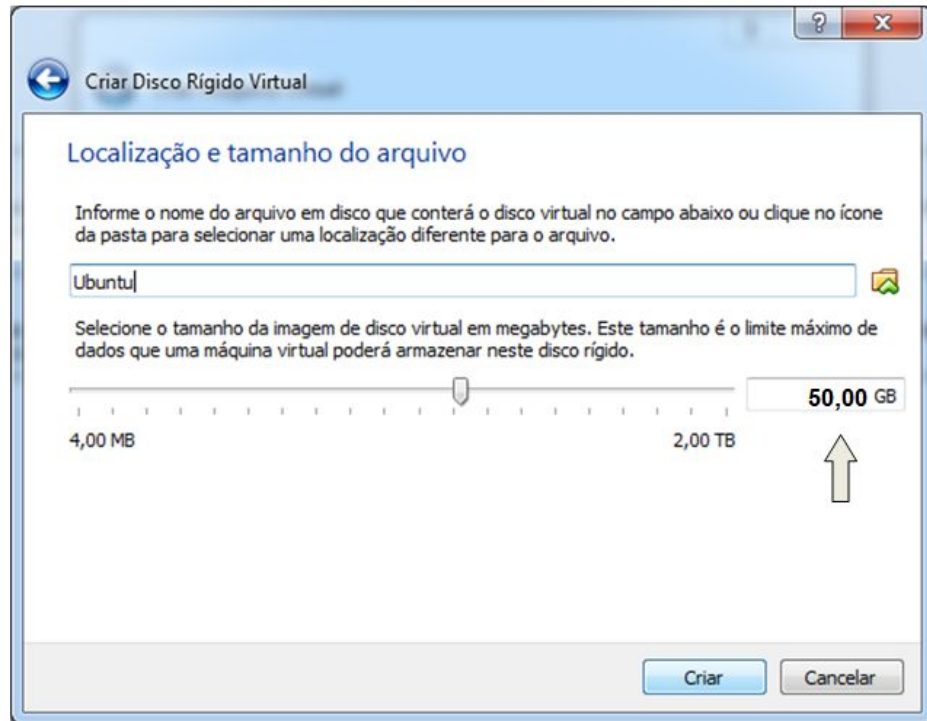 Criar Disco Rígido Virtual
Localização e tamanho do arquivo
Informe o nome do arquivo em disco que conterá o disco virtual no campo abaixo ou clique no ícone
da pasta para selecionar uma localização diferente para o arquivo.
Ubuntu
Selecione o tamanho da imagem de disco virtual em megabytes. Este tamanho é o limite máximo de
dados que uma máquina virtual poderá armazenar neste disco rígido.
50,00 GB
4,00 MB 2,00 TB
Criar Cancelar